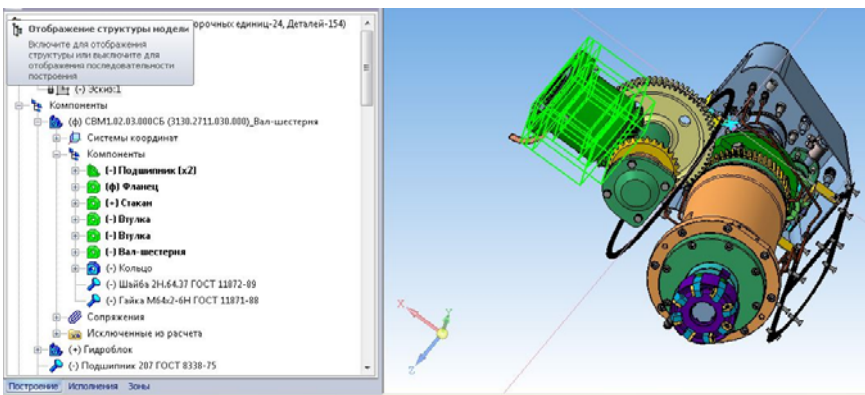 Отображение структуры модели
Включите для отображения
структуры или выключите для
отображения последовательности
построения
орочных единиц-24, Деталей-154)
(-) Эскиз:1
Компоненты
(ф) СВМ1.02.03.000СБ (3130.2711.030.000)_Вал-шестерня
Системы координат
Компоненты
(-) Подшипник (x2)
(ф) Фланец
(+) Стакан
(-) Втулка
(-) Втулка
(-) Вал-шестерня
(-) Кольцо
(-) Шайба 2Н.64.37 ГОСТ 11872-89
(-) Гайка М64x2-6Н ГОСТ 11871-88
Сопряжения
Исключенные из расчета
(+) Гидроблок
(-) Подшипник 207 ГОСТ 8338-75
Построение Исполнения Зоны
X
Y
Z